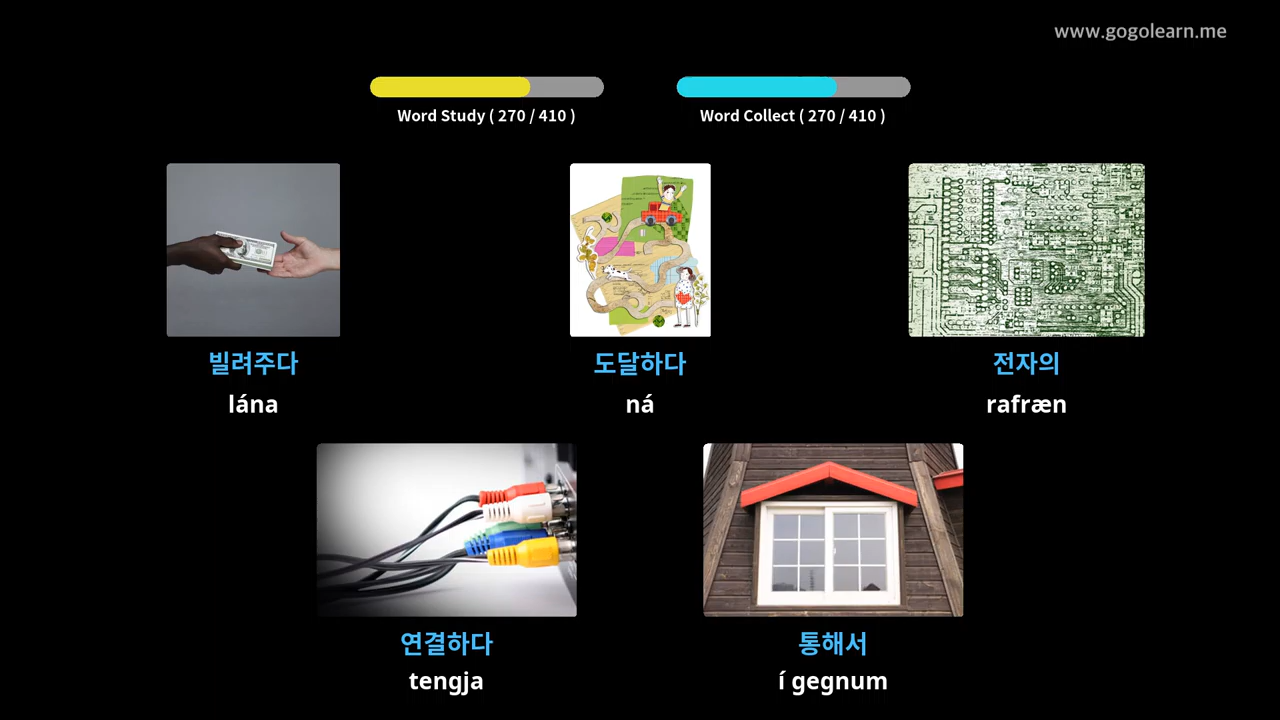 www.gogolearn.me
Word Study ( 270 / 410 )
Word Collect ( 270 / 410 )
빌려주다
lána
도달하다
ná
전자의
rafræn
연결하다
tengja
통해서
í gegnum